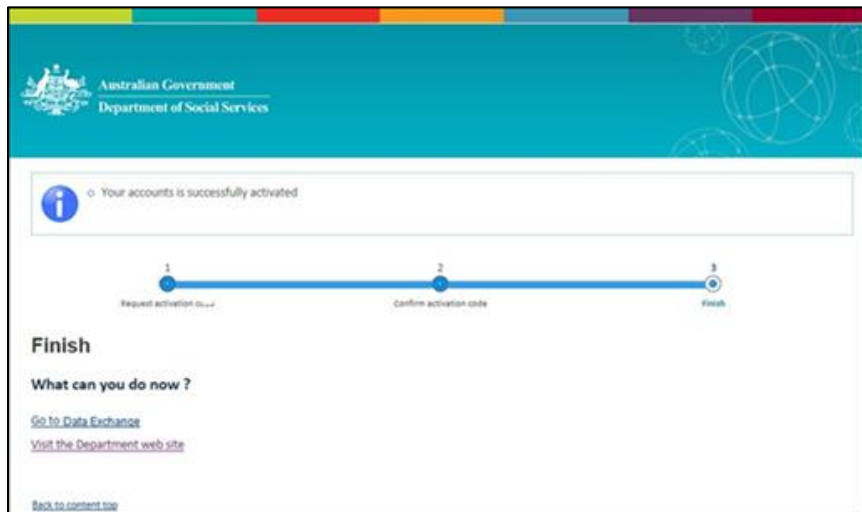 Australian Government
Department of Social Services
Your accounts is successfully activated
1
2
3
Request activation
Confirm activation code
Finish
Finish
What can you do now ?
Go to Data Exchange
Visit the Department web site
Back to content top